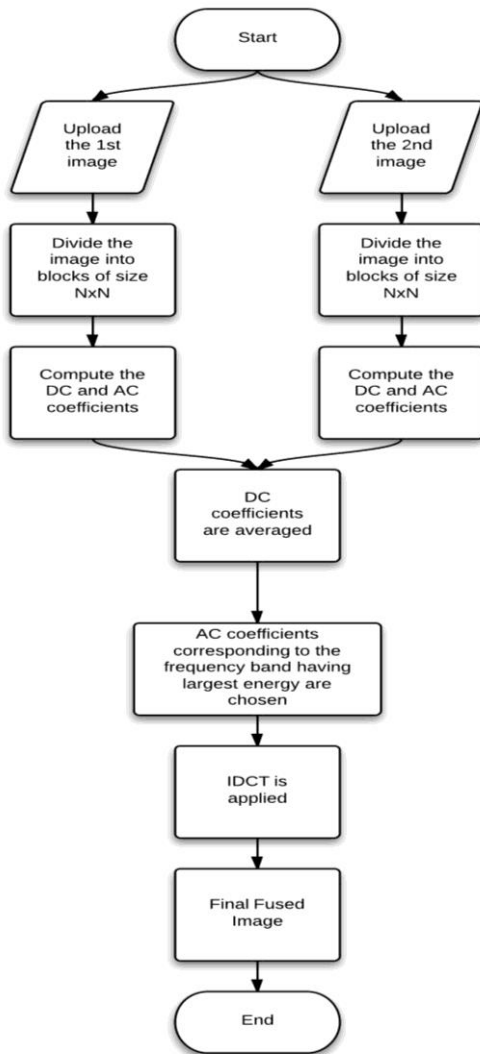 Start
Upload
the 1st
image
Upload
the 2nd
image
Divide the
image into
blocks of size
NxN
Divide the
image into
blocks of size
NxN
Compute the
DC and AC
coefficients
Compute the
DC and AC
coefficients
DC
coefficients
are averaged
AC coefficients
corresponding to the
frequency band having
largest energy are
chosen
IDCT is
applied
Final Fused
Image
End